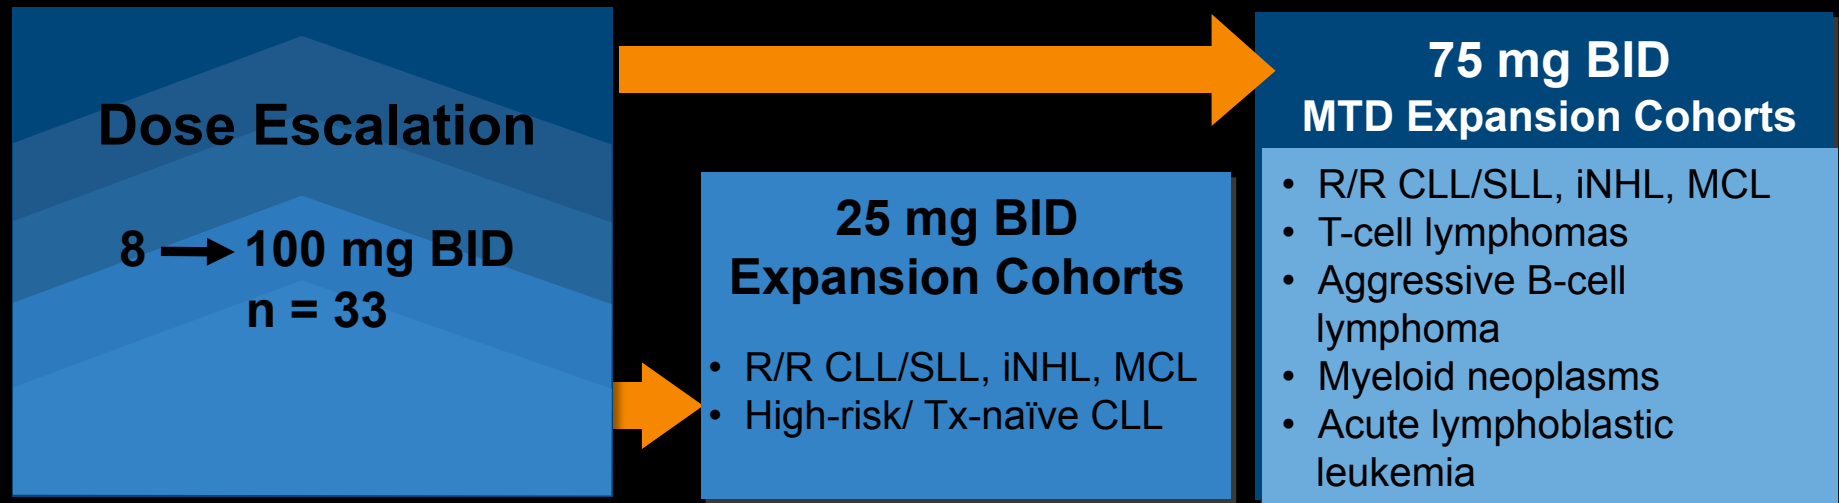 Dose Escalation
8 → 100 mg BID
n = 33
25 mg BID
Expansion Cohorts
• R/R CLL/SLL, iNHL, MCL
• High-risk/ Tx-naïve CLL
75 mg BID
MTD Expansion Cohorts
• R/R CLL/SLL, iNHL, MCL
• T-cell lymphomas
• Aggressive B-cell
lymphoma
• Myeloid neoplasms
• Acute lymphoblastic
leukemia